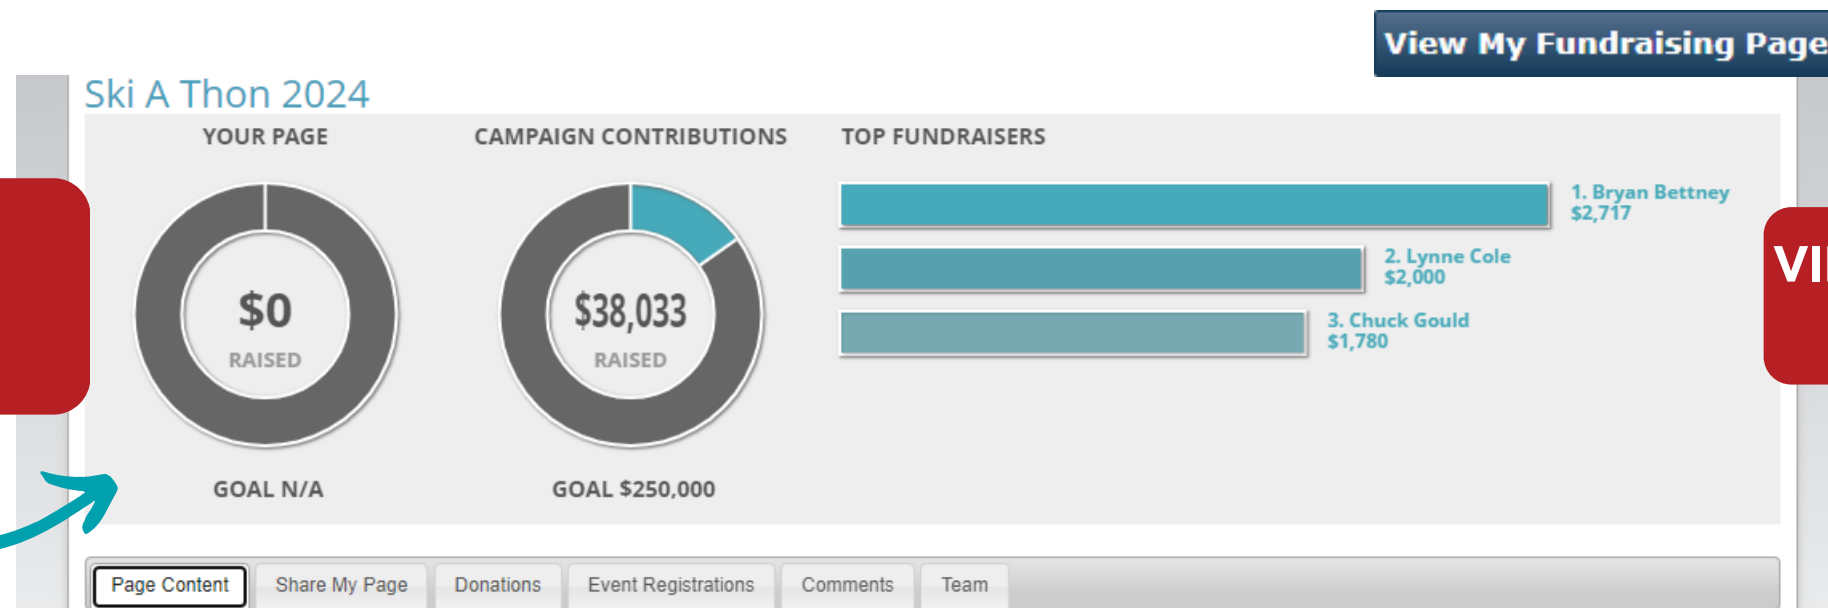 View My Fundraising Page
Ski A Thon 2024
YOUR PAGE
CAMPAIGN CONTRIBUTIONS
TOP FUNDRAISERS
$0
RAISED
GOAL N/A
$38,033
RAISED
GOAL $250,000
1. Bryan Bettney
$2,717
2. Lynne Cole
$2,000
3. Chuck Gould
$1,780
Page Content
Share My Page
Donations
Event Registrations
Comments
Team